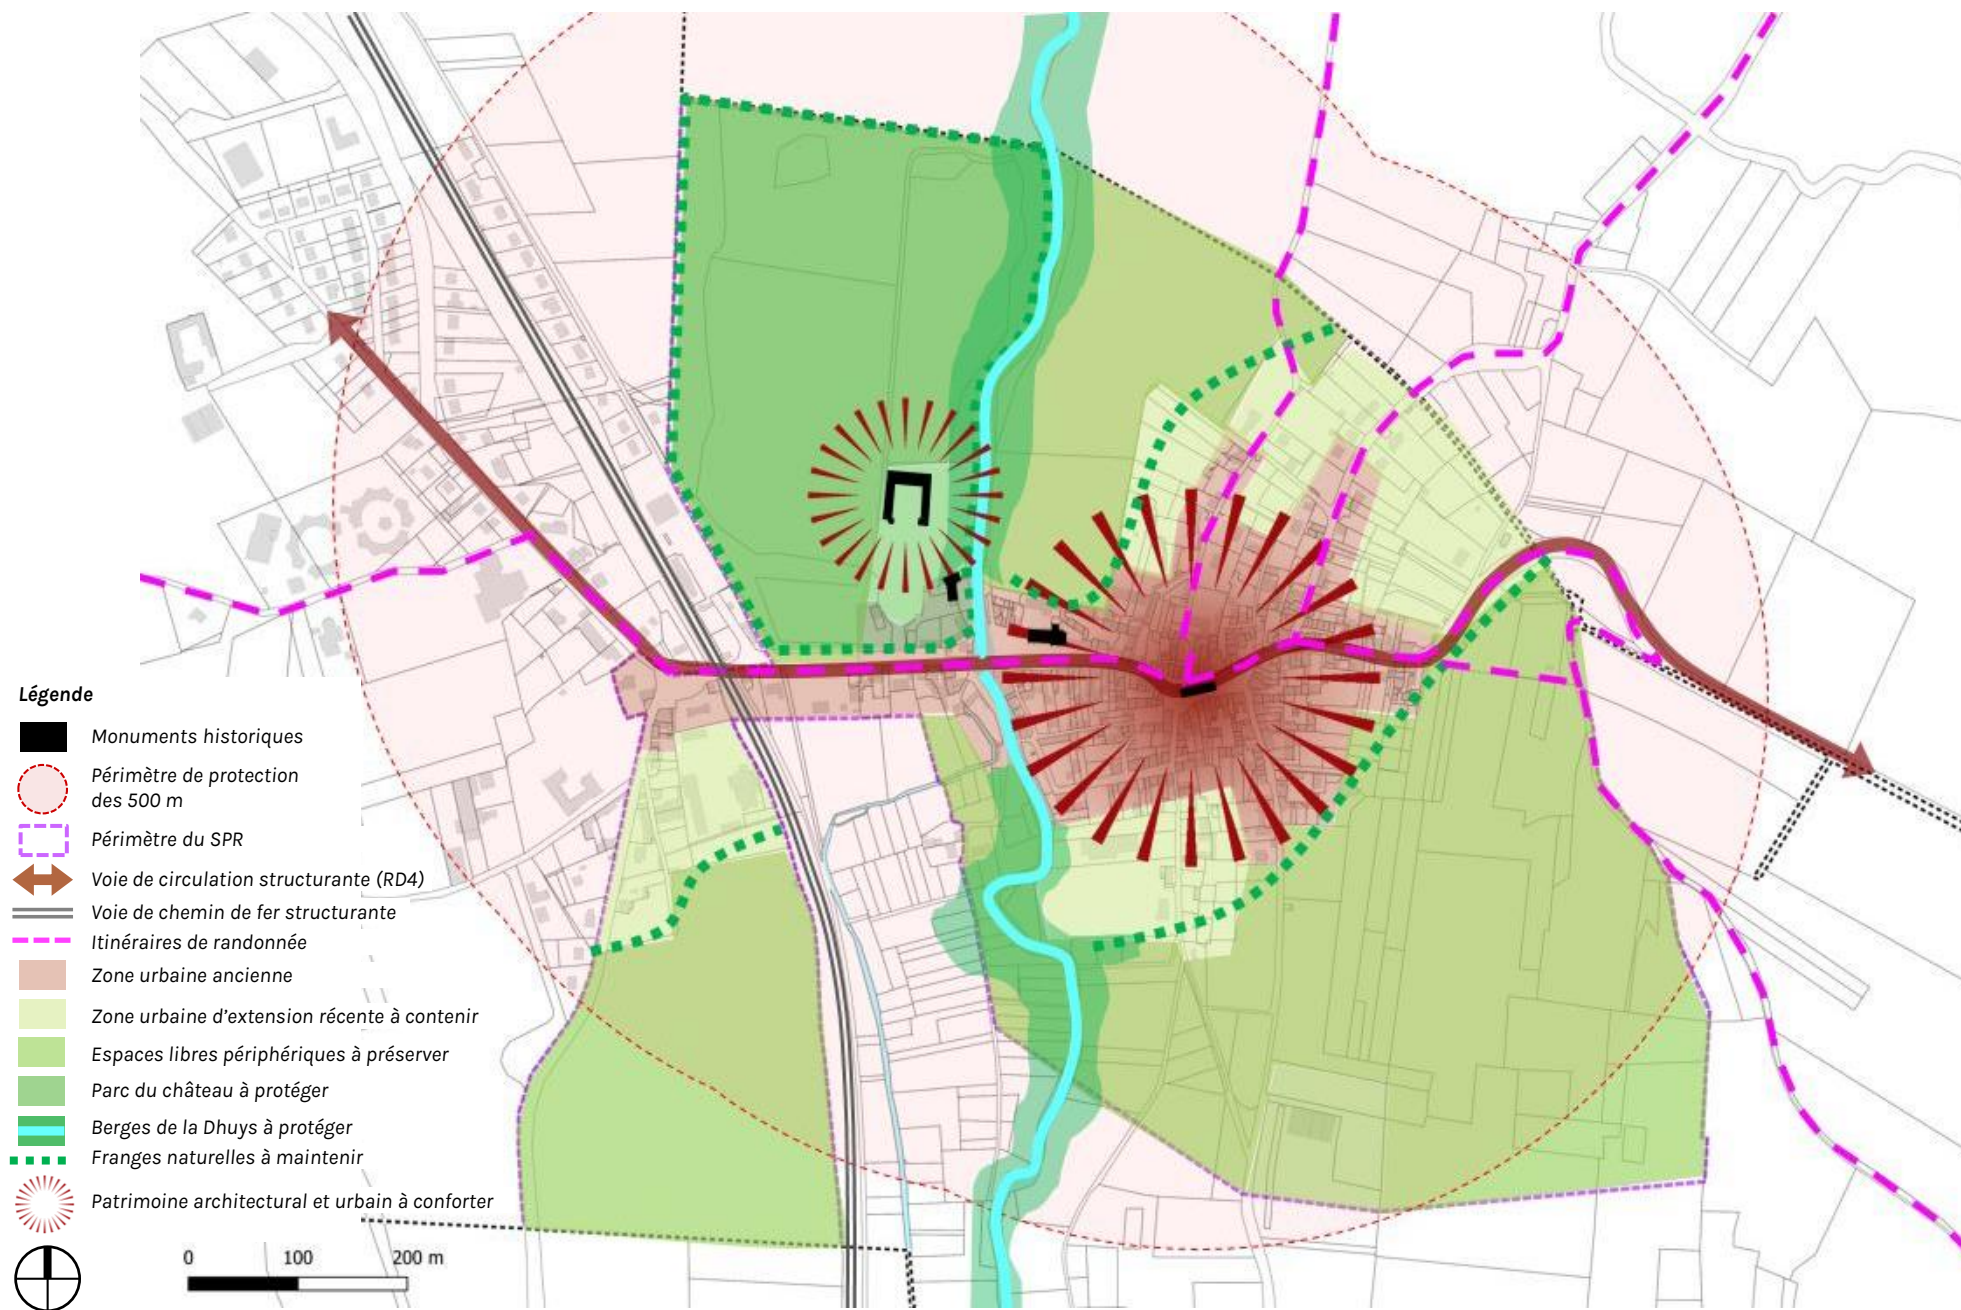 Légende
Monuments historiques
Périmètre de protection
des 500 m
Périmètre du SPR
Voie de circulation structurante (RD4)
Voie de chemin de fer structurante
Itinéraires de randonnée
Zone urbaine ancienne
Zone urbaine d'extension récente à contenir
Espaces libres périphériques à préserver
Parc du château à protéger
Berges de la Dhuys à protéger
Franges naturelles à maintenir
Patrimoine architectural et urbain à conforter
0 100 200 m